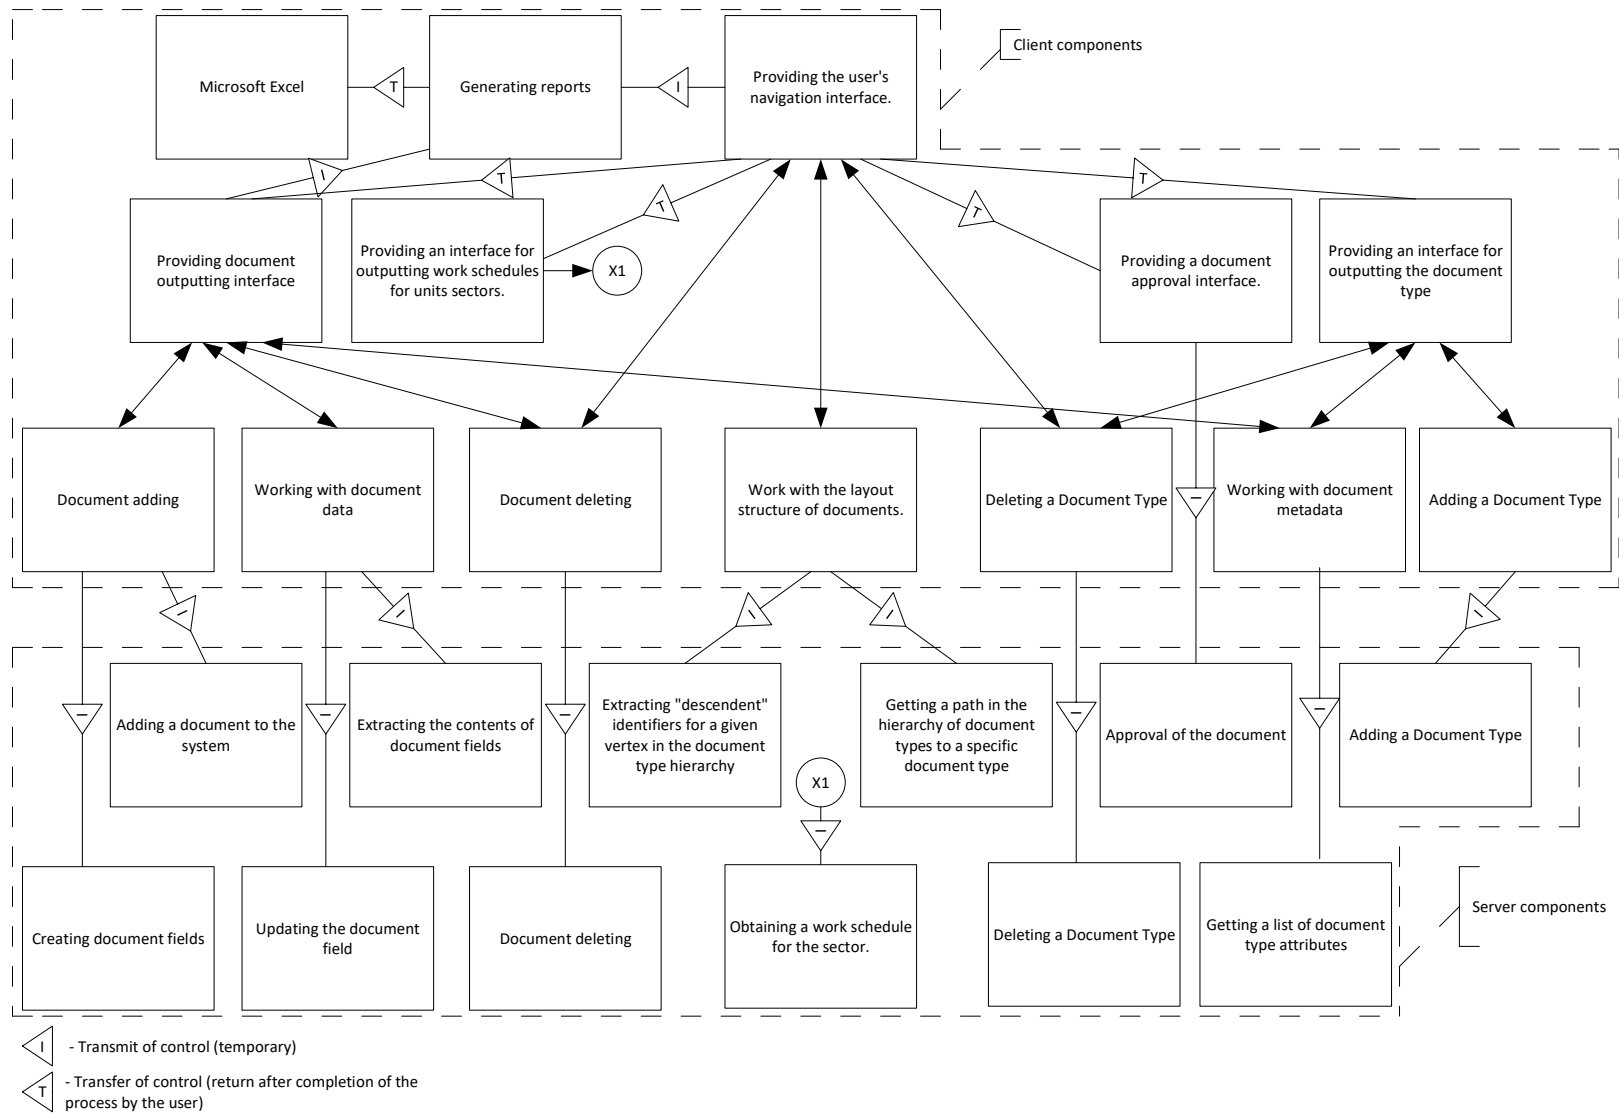 Client components
Microsoft Excel
T
Generating reports
I
Providing the user's
navigation interface.
I
T
T
T
T
Providing document
outputting interface
Providing an interface for
outputting work schedules
for units sectors.
X1
Providing a document
approval interface.
Providing an interface for
outputting the document
type
Document adding
Working with document
data
Document deleting
Work with the layout
structure of documents.
Deleting a Document Type
I
Working with document
metadata
Adding a Document Type
I
I
I
I
I
I
Adding a document to the
system
I
Extracting the contents of
document fields
I
Extracting "descendent"
identifiers for a given
vertex in the document
type hierarchy
X1
I
Getting a path in the
hierarchy of document
types to a specific
document type
I
Approval of the document
I
Adding a Document Type
Creating document fields
Updating the document
field
Document deleting
Obtaining a work schedule
for the sector.
Deleting a Document Type
Getting a list of document
type attributes
Server components
I - Transmit of control (temporary)
T - Transfer of control (return after completion of the
process by the user)